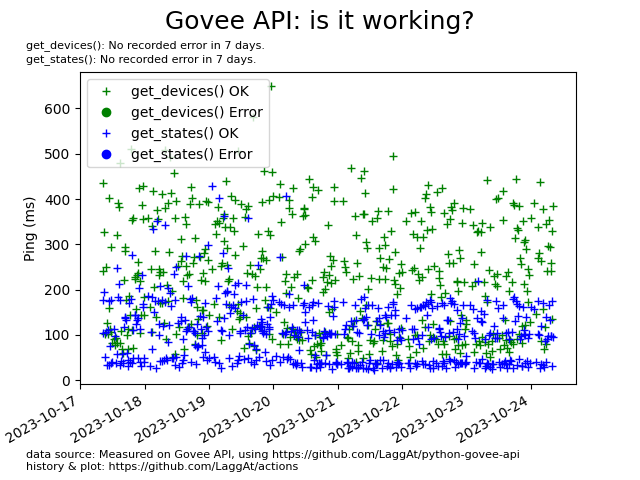 Govee API: is it working?
get_devices(): No recorded error in 7 days.
get_states(): No recorded error in 7 days.
get_devices() OK
get_devices() Error
get_states() OK
get_states() Error
Ping (ms)
600
500
400
300
200
100
0
2023-10-17
2023-10-18
2023-10-19
2023-10-20
2023-10-21
2023-10-22
2023-10-23
2023-10-24
data source: Measured on Govee API, using https://github.com/LaggAt/python-govee-api
history & plot: https://github.com/LaggAt/actions